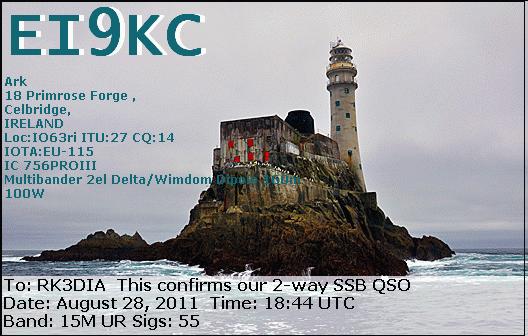 EI9KC
Ark
18 Primrose Forge ,
Celbridge,
IRELAND
Loc:IO63ri ITU:27 CQ:14
IOTA:EU-115
IC 756PROIII
Multibander 2el Delta/Wimdom Dipole
100W
To: RK3DIA This confirms our 2-way SSB QSO
Date: August 28, 2011 Time: 18:44 UTC
Band: 15M UR Sigs: 55